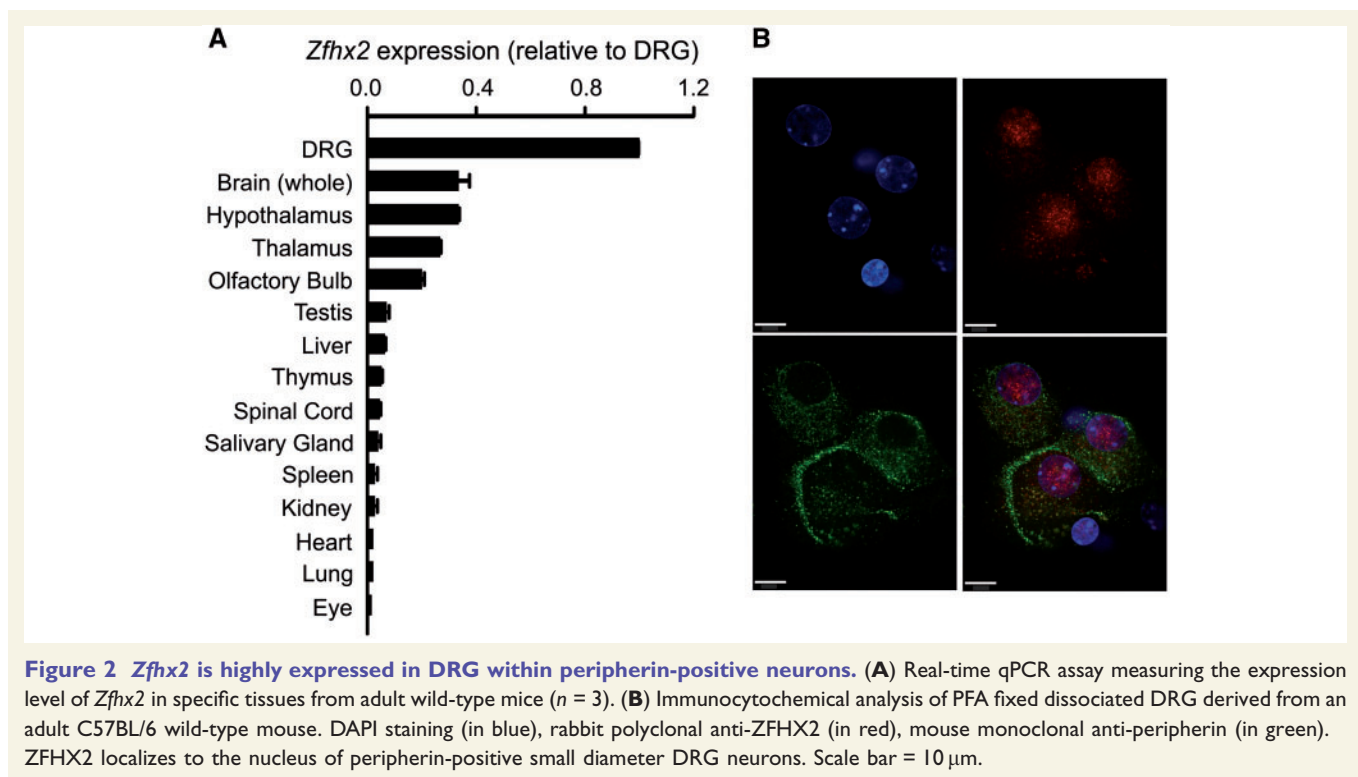 A
Zfhx2 expression (relative to DRG)
0.0 0.4 0.8 1.2
DRG
Brain (whole)
Hypothalamus
Thalamus
Olfactory Bulb
Testis
Liver
Thymus
Spinal Cord
Salivary Gland
Spleen
Kidney
Heart
Lung
Eye
B
Figure 2 Zfhx2 is highly expressed in DRG within peripherin-positive neurons. (A) Real-time qPCR assay measuring the expression
level of Zfhx2 in specific tissues from adult wild-type mice (n = 3). (B) Immunocytochemical analysis of PFA fixed dissociated DRG derived from an
adult C57BL/6 wild-type mouse. DAPI staining (in blue), rabbit polyclonal anti-ZFHX2 (in red), mouse monoclonal anti-peripherin (in green).
ZFHX2 localizes to the nucleus of peripherin-positive small diameter DRG neurons. Scale bar = 10 µm.